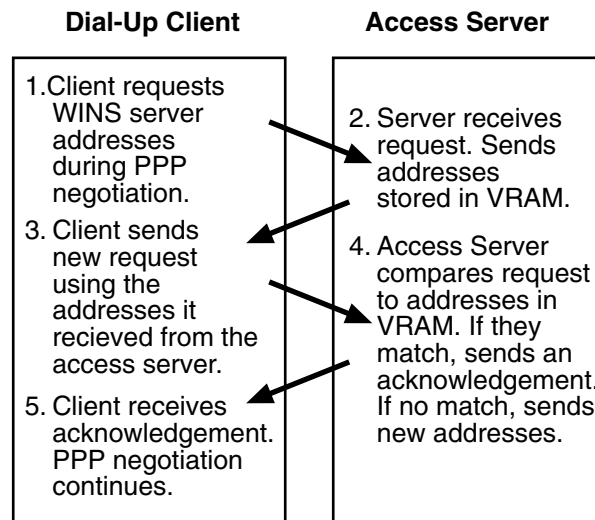 Dial-Up Client
Access Server
1.Client requests
WINS server
addresses
during PPP
negotiation.
2. Server receives
request. Sends
addresses
stored in VRAM.
3. Client sends
new request
using the
addresses it
recieved from the
access server.
4. Access Server
compares request
to addresses in
VRAM. If they
match, sends an
acknowledgement.
If no match, sends
new addresses.
5. Client receives
acknowledgement.
PPP negotiation
continues.